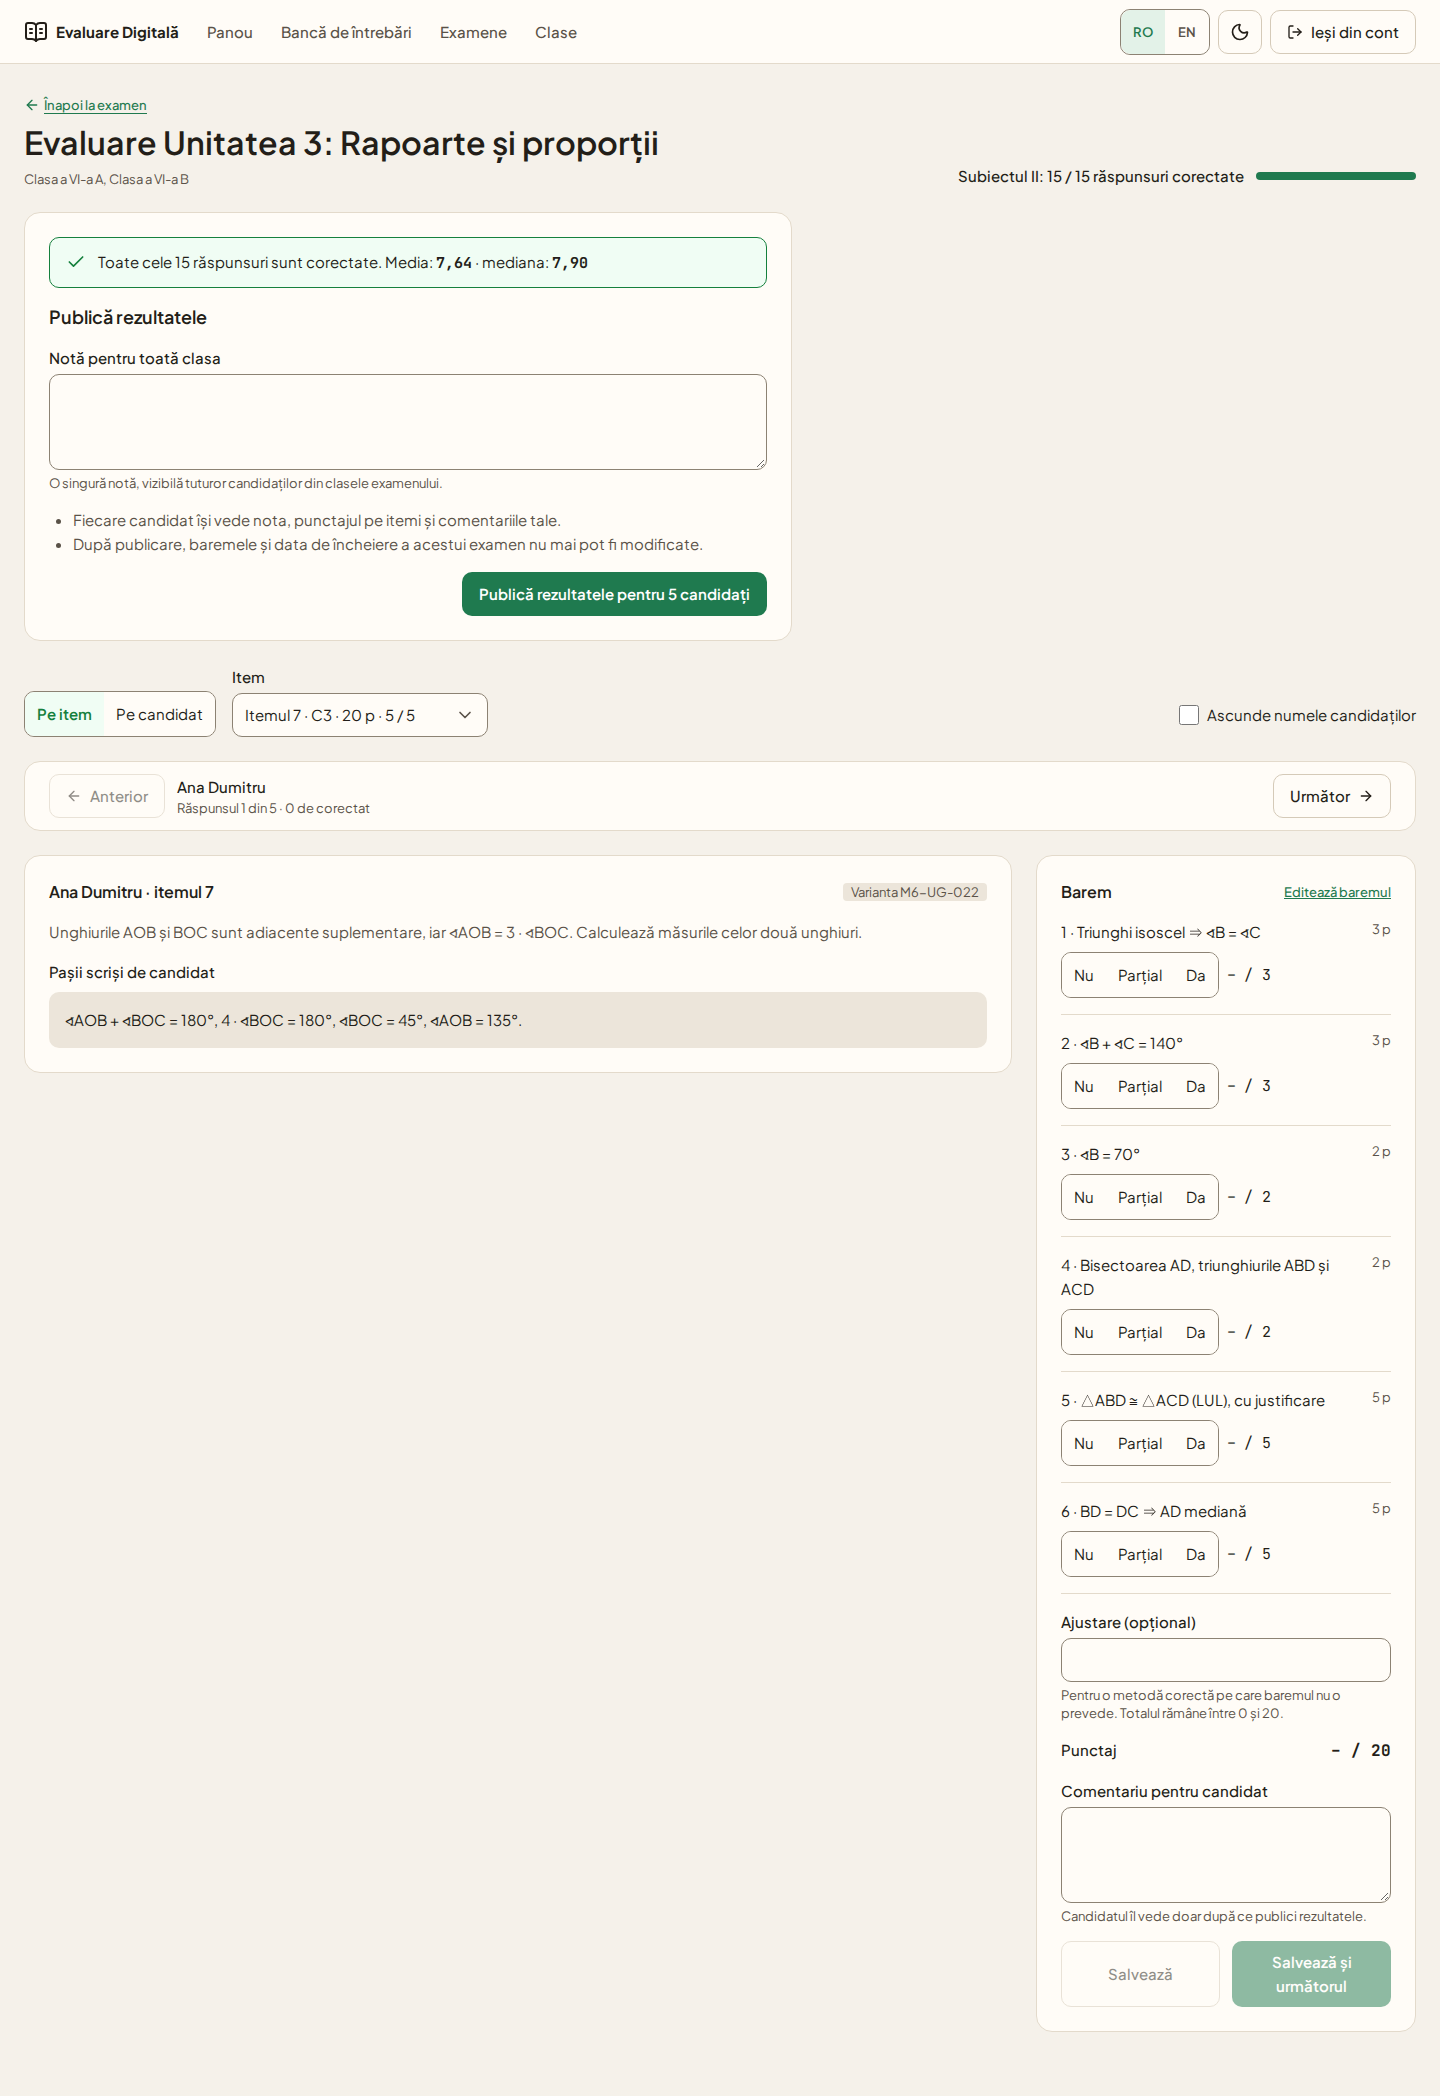 Evaluare Digitală
Panou
Bancă de întrebări
Examene
Clase
RO
EN
Ieși din cont
← Înapoi la examen
Evaluare Unitatea 3: Rapoarte și proporții
Clasa a VI-a A, Clasa a VI-a B
Subiectul II: 15 / 15 răspunsuri corectate
Toate cele 15 răspunsuri sunt corectate. Media: 7,64 · mediana: 7,90
Publică rezultatele
Notă pentru toată clasa
O singură notă, vizibilă tuturor candidaților din clasele examenului.
• Fiecare candidat își vede nota, punctajul pe itemi și comentariile tale.
• După publicare, baremele și data de încheiere a acestui examen nu mai pot fi modificate.
Publică rezultatele pentru 5 candidați
Item
Pe item
Pe candidat
Itemul 7 · C3 · 20 p · 5 / 5
Ascunde numele candidaților
← Anterior
Ana Dumitru
Răspunsul 1 din 5 · 0 de corectat
Următor →
Ana Dumitru · itemul 7
Varianta M6-UG-022
Unghiurile AOB și BOC sunt adiacente suplementare, iar ∢AOB = 3 · ∢BOC. Calculează măsurile celor două unghiuri.
Pașii scriși de candidat
∢AOB + ∢BOC = 180°, 4 · ∢BOC = 180°, ∢BOC = 45°, ∢AOB = 135°.
Barem
Editează baremul
1 · Triunghi isoscel ⇒ ∢B = ∢C
3 p
Nu Parțial Da – / 3
2 · ∢B + ∢C = 140°
3 p
Nu Parțial Da – / 3
3 · ∢B = 70°
2 p
Nu Parțial Da – / 2
4 · Bisectoarea AD, triunghiurile ABD și
ACD
2 p
Nu Parțial Da – / 2
5 · △ABD ≅ △ACD (LUL), cu justificare
5 p
Nu Parțial Da – / 5
6 · BD = DC ⇒ AD mediană
5 p
Nu Parțial Da – / 5
Ajustare (opțional)
Pentru o metodă corectă pe care baremul nu o
prevede. Totalul rămâne între 0 și 20.
Punctaj
– / 20
Comentariu pentru candidat
Candidatul îl vede doar după ce publici rezultatele.
Salvează
Salvează și
următorul